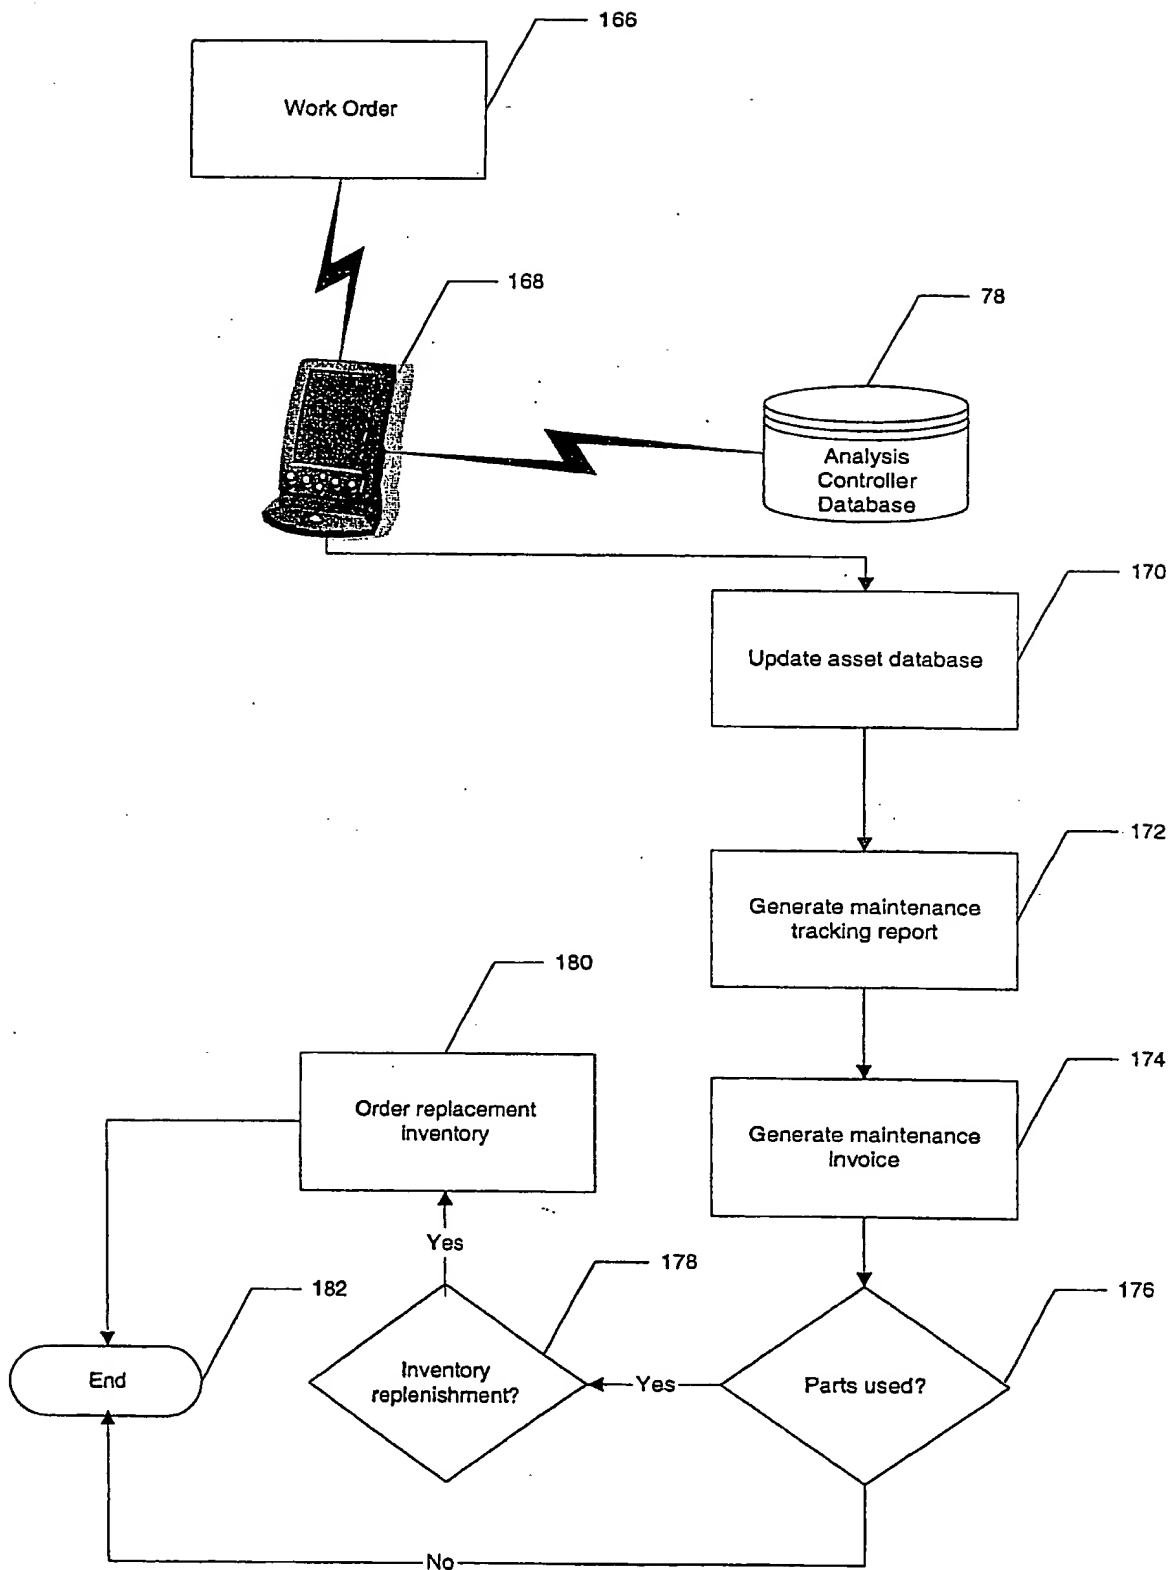 166
Work Order
168
78
Analysis
Controller
Database
170
Update asset database
172
Generate maintenance
tracking report
180
174
Order replacement
inventory
Generate maintenance
invoice
Yes
178
182
176
End
Inventory
replenishment?
Yes
Parts used?
No